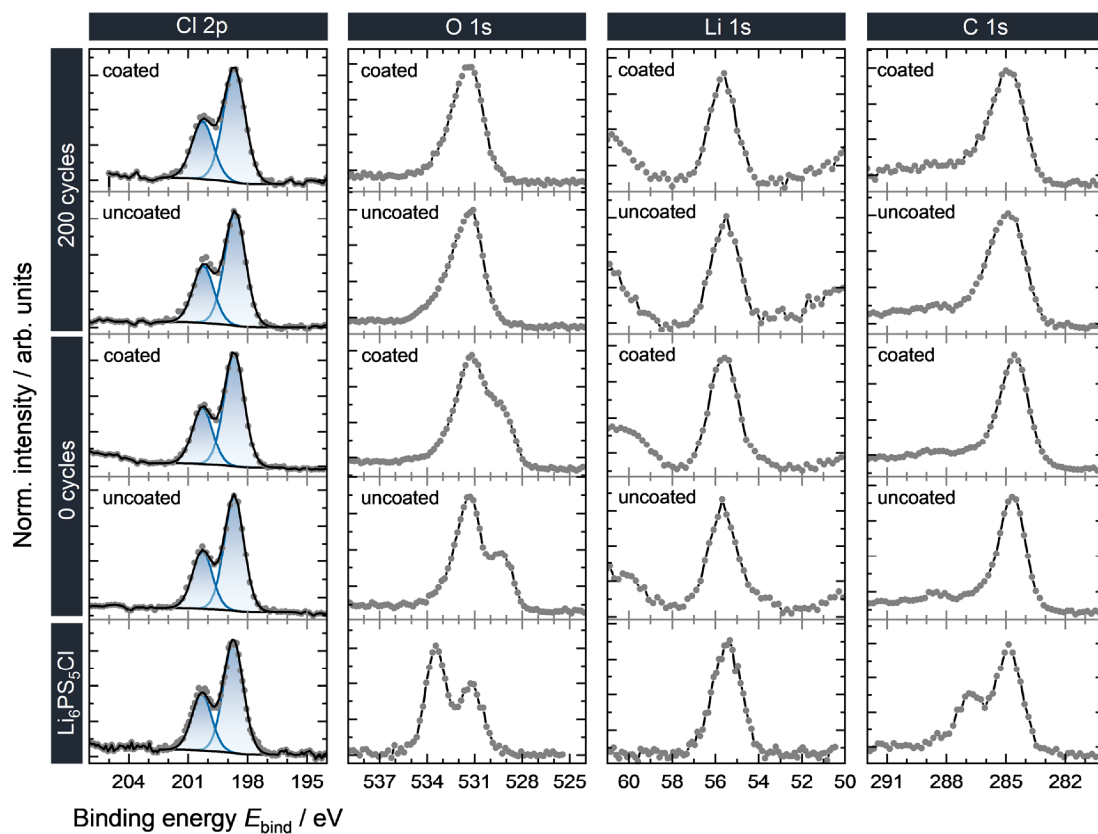 Cl 2p
O 1s
Li 1s
C 1s
Norm. intensity / arb. units
200 cycles
0 cycles
Li6PS5Cl
coated
coated
coated
coated
uncoated
uncoated
uncoated
uncoated
coated
coated
coated
coated
uncoated
uncoated
uncoated
uncoated
204 201 198 195
537 534 531 528 525
60 58 56 54 52 50
291 288 285 282
Binding energy Ebind / eV